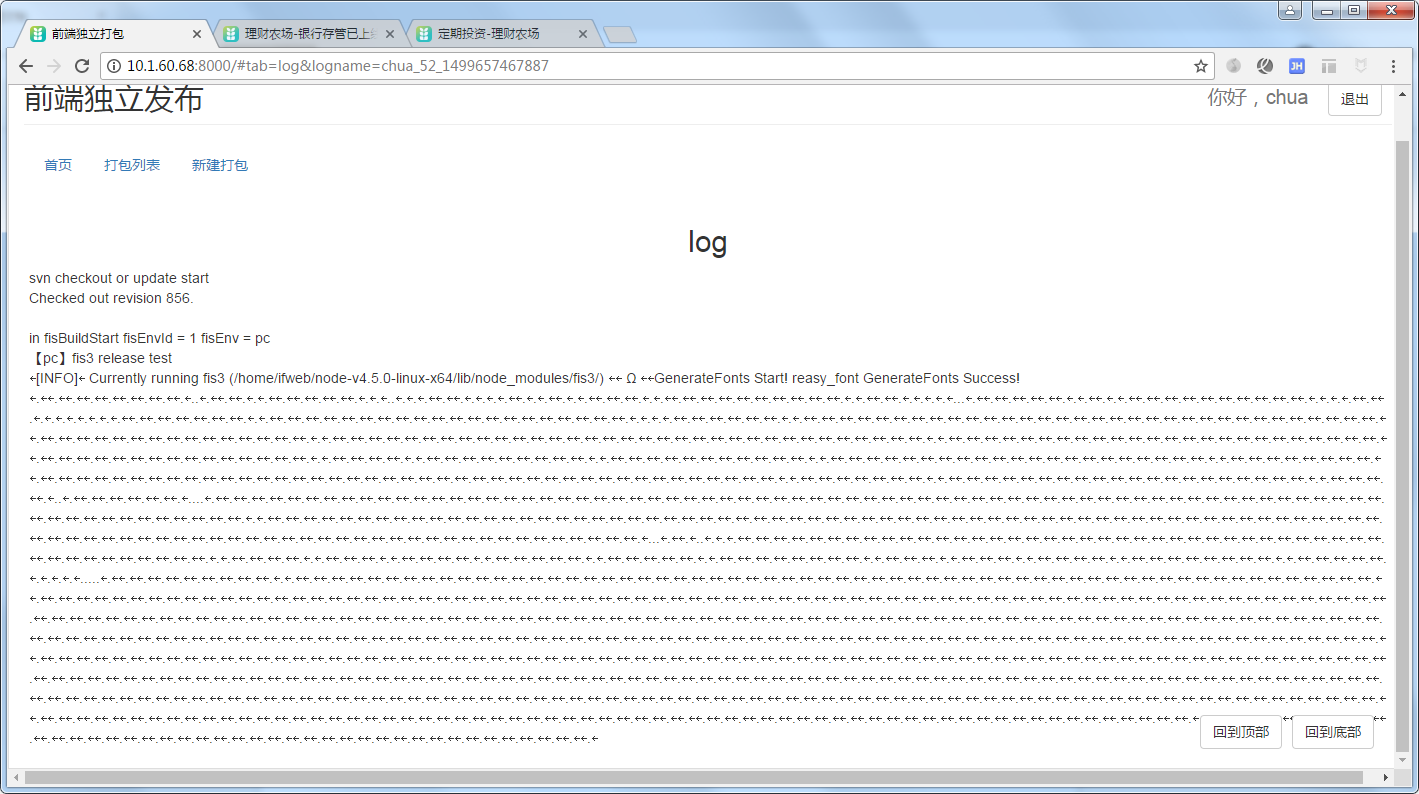 前端独立打包
理财农场-银行存管已上
定期投资-理财农场
10.1.60.68:8000/#tab=log&logname=chua_52_1499657467887
JH
前端独立发布
你好，chua
退出
首页
打包列表
新建打包
log
svn checkout or update start
Checked out revision 856.
in fisBuildStart fisEnvId = 1 fisEnv = pc
【pc】fis3 release test
←[INFO]← Currently running fis3 (/home/ifweb/node-v4.5.0-linux-x64/lib/node_modules/fis3/) ←← Ω ←←GenerateFonts Start! reasy_font GenerateFonts Success!
回到顶部
回到底部